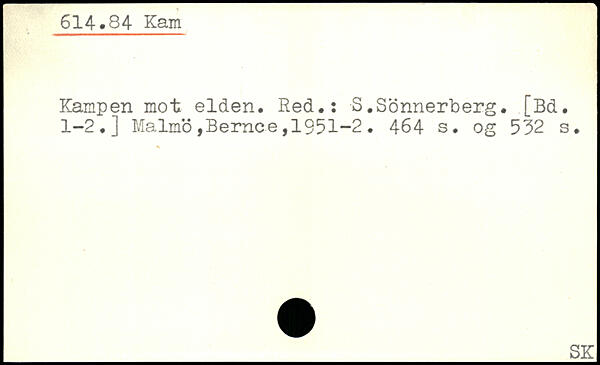 614.84 Kam
Kampen mot elden. Red.: S.Sönnerberg. [Bd.
1-2.] Malmö,Bernce,1951-2. 464 s. og 532 s.
SK